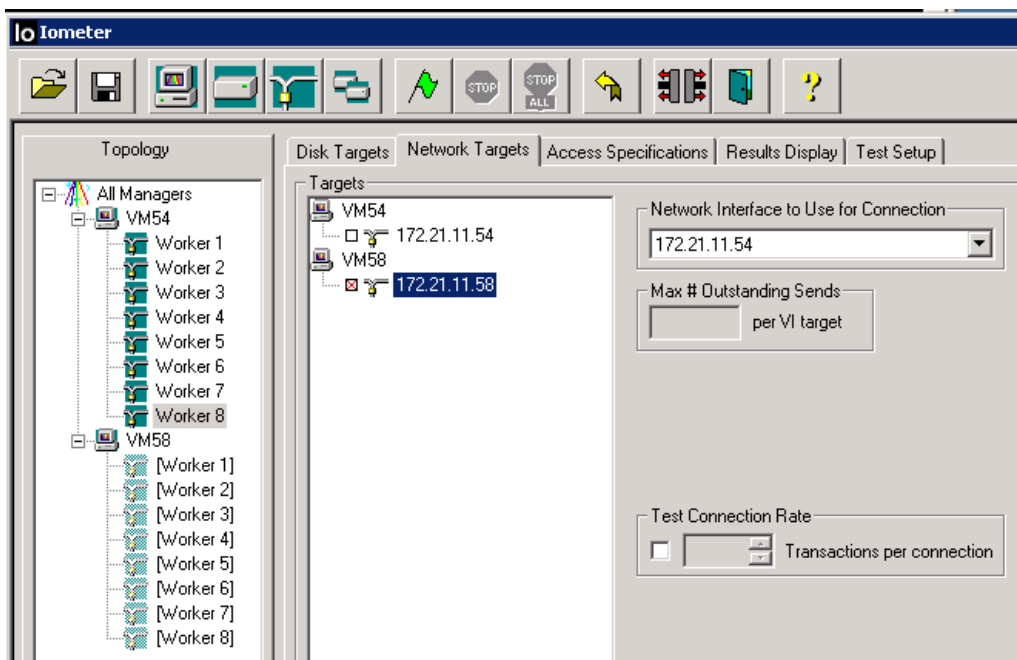 Iometer
STOP
STOP
ALL
?
Topology
All Managers
VM54
Worker 1
Worker 2
Worker 3
Worker 4
Worker 5
Worker 6
Worker 7
Worker 8
VM58
[Worker 1]
[Worker 2]
[Worker 3]
[Worker 4]
[Worker 5]
[Worker 6]
[Worker 7]
[Worker 8]
Disk Targets Network Targets Access Specifications Results Display Test Setup
Targets
VM54
172.21.11.54
VM58
172.21.11.58
Network Interface to Use for Connection
172.21.11.54
Max # Outstanding Sends
per VI target
Test Connection Rate
Transactions per connection